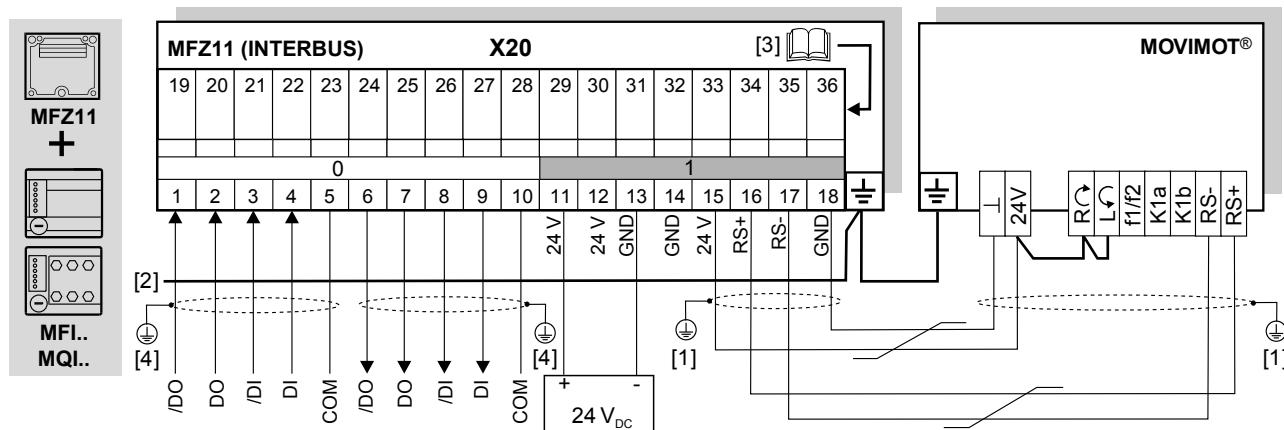 MFZ11 (INTERBUS) X20 [3]
MOVIMOT®
19 20 21 22 23 24 25 26 27 28 29 30 31 32 33 34 35 36
0 1
1 2 3 4 5 6 7 8 9 10 11 12 13 14 15 16 17 18
24 V 24 V GND GND 24 V RS+ RS- GND
⊥ 24V R L f1/f2 K1a K1b RS- RS+
MFZ11
+
MFI..
MQI..
[2]
[4] [4] [1] [1]
/DO DO /DI DI COM /DO DO /DI DI COM
+ -
24 VDC